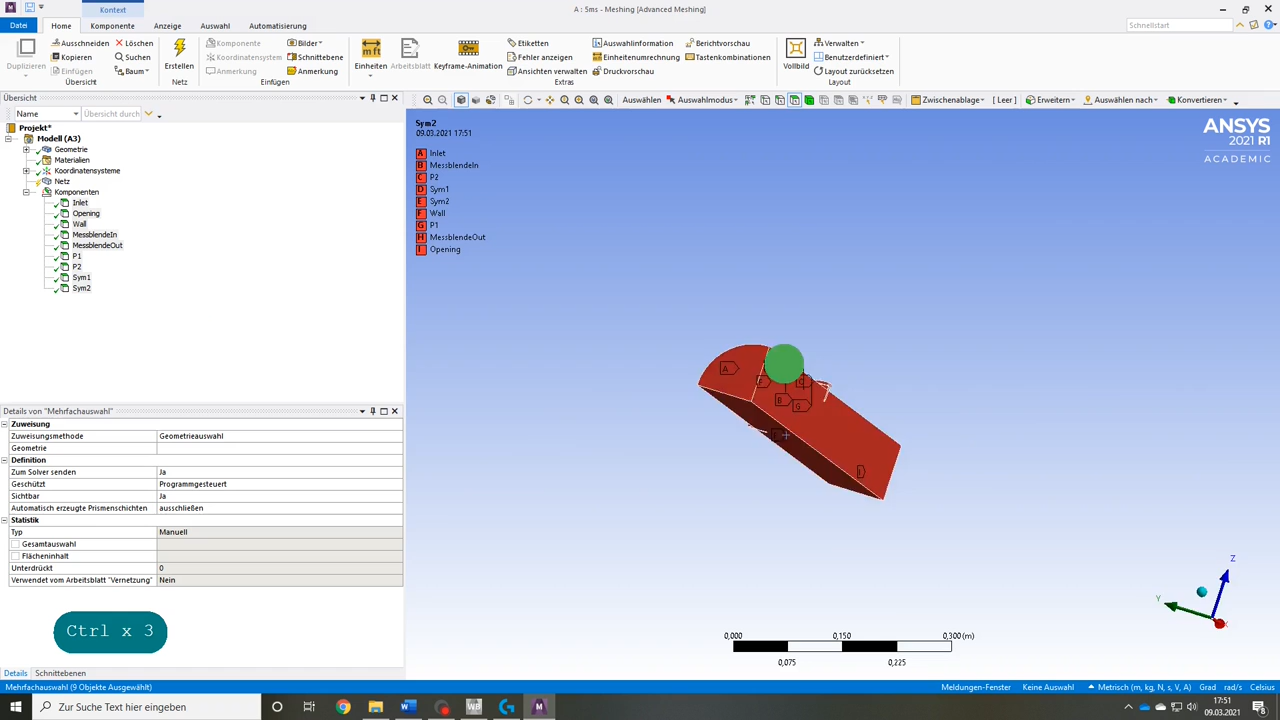 Kontext
A : 5ms - Meshing [Advanced Meshing]
Datei Home Komponente Anzeige Auswahl Automatisierung
Schnellstart
Duplizieren
Ausschneiden
Löschen
Kopieren
Suchen
Einfügen
Baum
Übersicht
Erstellen
Netz
Komponente
Koordinatensystem
Anmerkung
Bilder
Schnittebene
Anmerkung
Einfügen
Einheiten
Arbeitsblatt
Keyframe-Animation
Etiketten
Fehler anzeigen
Ansichten verwalten
Auswahlinformation
Einheitenumrechnung
Druckvorschau
Berichtvorschau
Tastenkombinationen
Extras
Vollbild
Verwalten
Benutzerdefiniert
Layout zurücksetzen
Layout
Übersicht
Auswählen Auswahlmodus Zwischenablage [ Leer ] Erweitern Auswählen nach Konvertieren
Name Übersicht durch
Projekt*
Modell (A3)
Geometrie
Materialien
Koordinatensysteme
Netz
Komponenten
Inlet
Opening
Wall
MessblendeIn
MessblendeOut
P1
P2
Sym1
Sym2
Sym2
09.03.2021 17:51
A Inlet
B MessblendeIn
C P2
D Sym1
E Sym2
F Wall
G P1
H MessblendeOut
I Opening
ANSYS
2021 R1
ACADEMIC
A
B
G
Details von "Mehrfachauswahl"
Zuweisung
Zuweisungsmethode Geometrieauswahl
Geometrie
Definition
Zum Solver senden Ja
Geschützt Programmgesteuert
Sichtbar Ja
Automatisch erzeugte Prismenschichten ausschließen
Statistik
Typ Manuell
Gesamtauswahl
Flächeninhalt
Unterdrückt 0
Verwendet vom Arbeitsblatt "Vernetzung" Nein
Ctrl x 3
Z
Y
0,000 0,150 0,300 (m)
0,075 0,225
Details Schnittebenen
Mehrfachauswahl (9 Objekte Ausgewählt)
Meldungen-Fenster Keine Auswahl Metrisch (m, kg, N, s, V, A) Grad rad/s Celsius
Zur Suche Text hier eingeben
17:51
09.03.2021